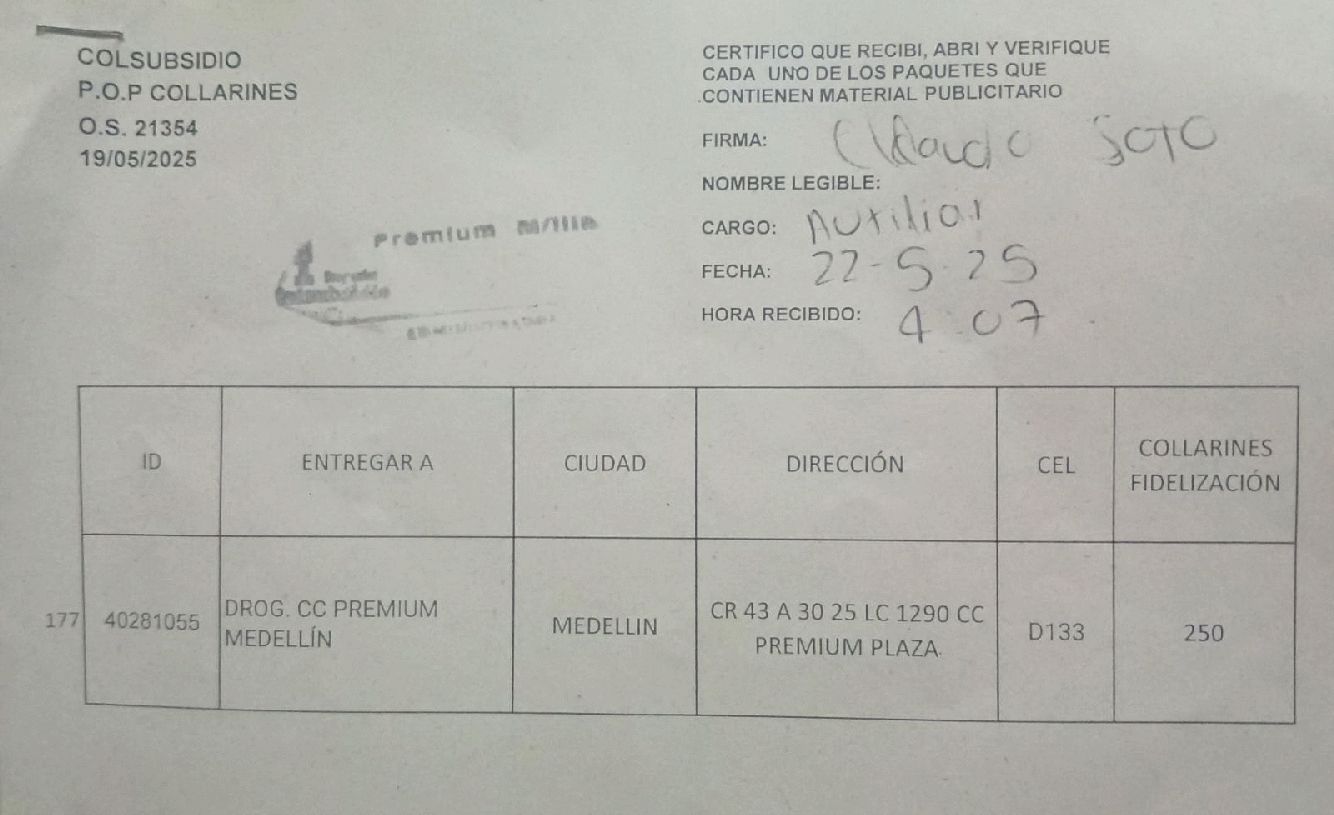 COLSUBSIDIO
P.O.P COLLARINES
O.S. 21354
19/05/2025
CERTIFICO QUE RECIBI, ABRI Y VERIFIQUE
CADA UNO DE LOS PAQUETES QUE
CONTIENEN MATERIAL PUBLICITARIO
FIRMA: Soto
NOMBRE LEGIBLE:
CARGO: Auxiliar
FECHA: 22-5-25
HORA RECIBIDO: 4:07
Premium
ID ENTREGAR A CIUDAD DIRECCIÓN CEL COLLARINES FIDELIZACIÓN
177 40281055 DROG. CC PREMIUM MEDELLÍN MEDELLIN CR 43 A 30 25 LC 1290 CC PREMIUM PLAZA. D133 250